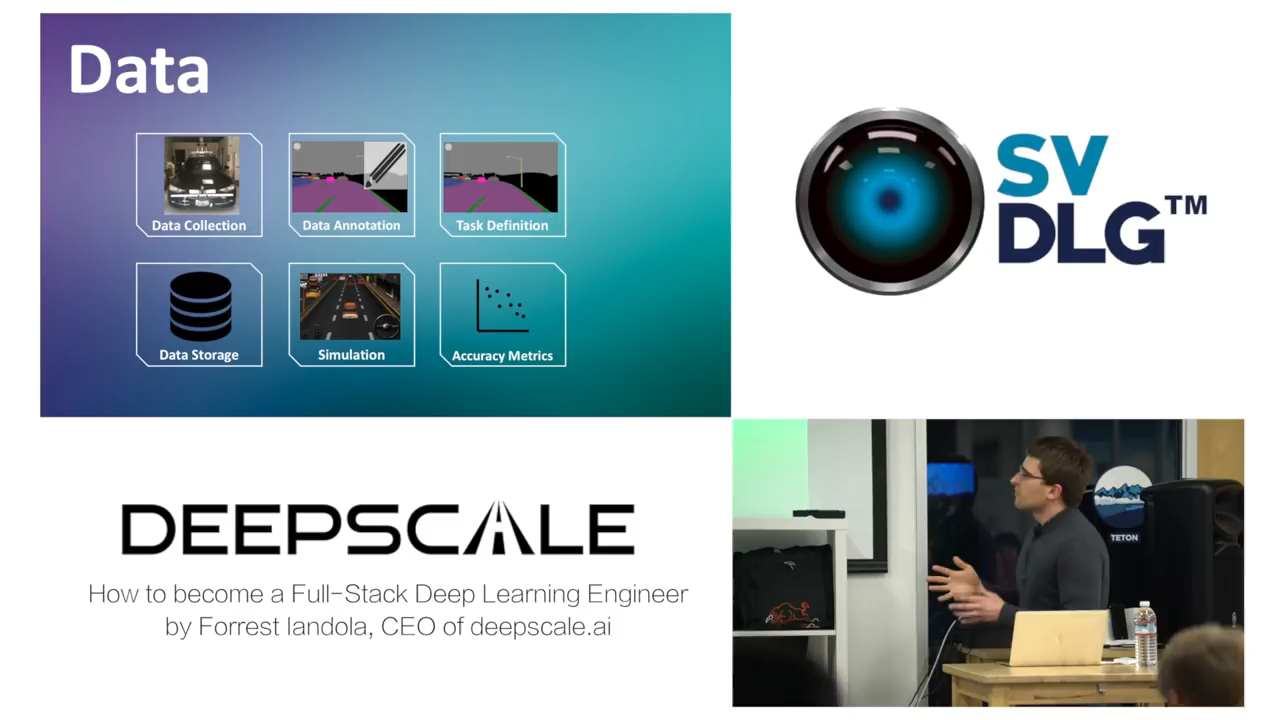 Data
Data Collection
Data Annotation
Task Definition
Data Storage
Simulation
Accuracy Metrics
SV
DLG™
DEEPSCALE
How to become a Full-Stack Deep Learning Engineer
by Forrest Iandola, CEO of deepscale.ai
TETON